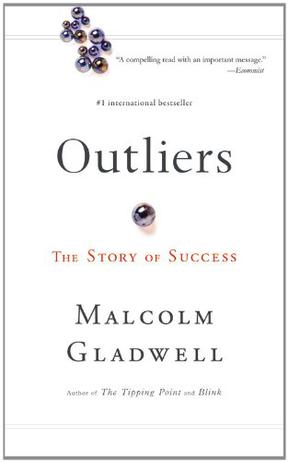 “A compelling read with an important message.”
—Economist
#1 international bestseller
Outliers
The Story of Success
Malcolm
Gladwell
Author of The Tipping Point and Blink